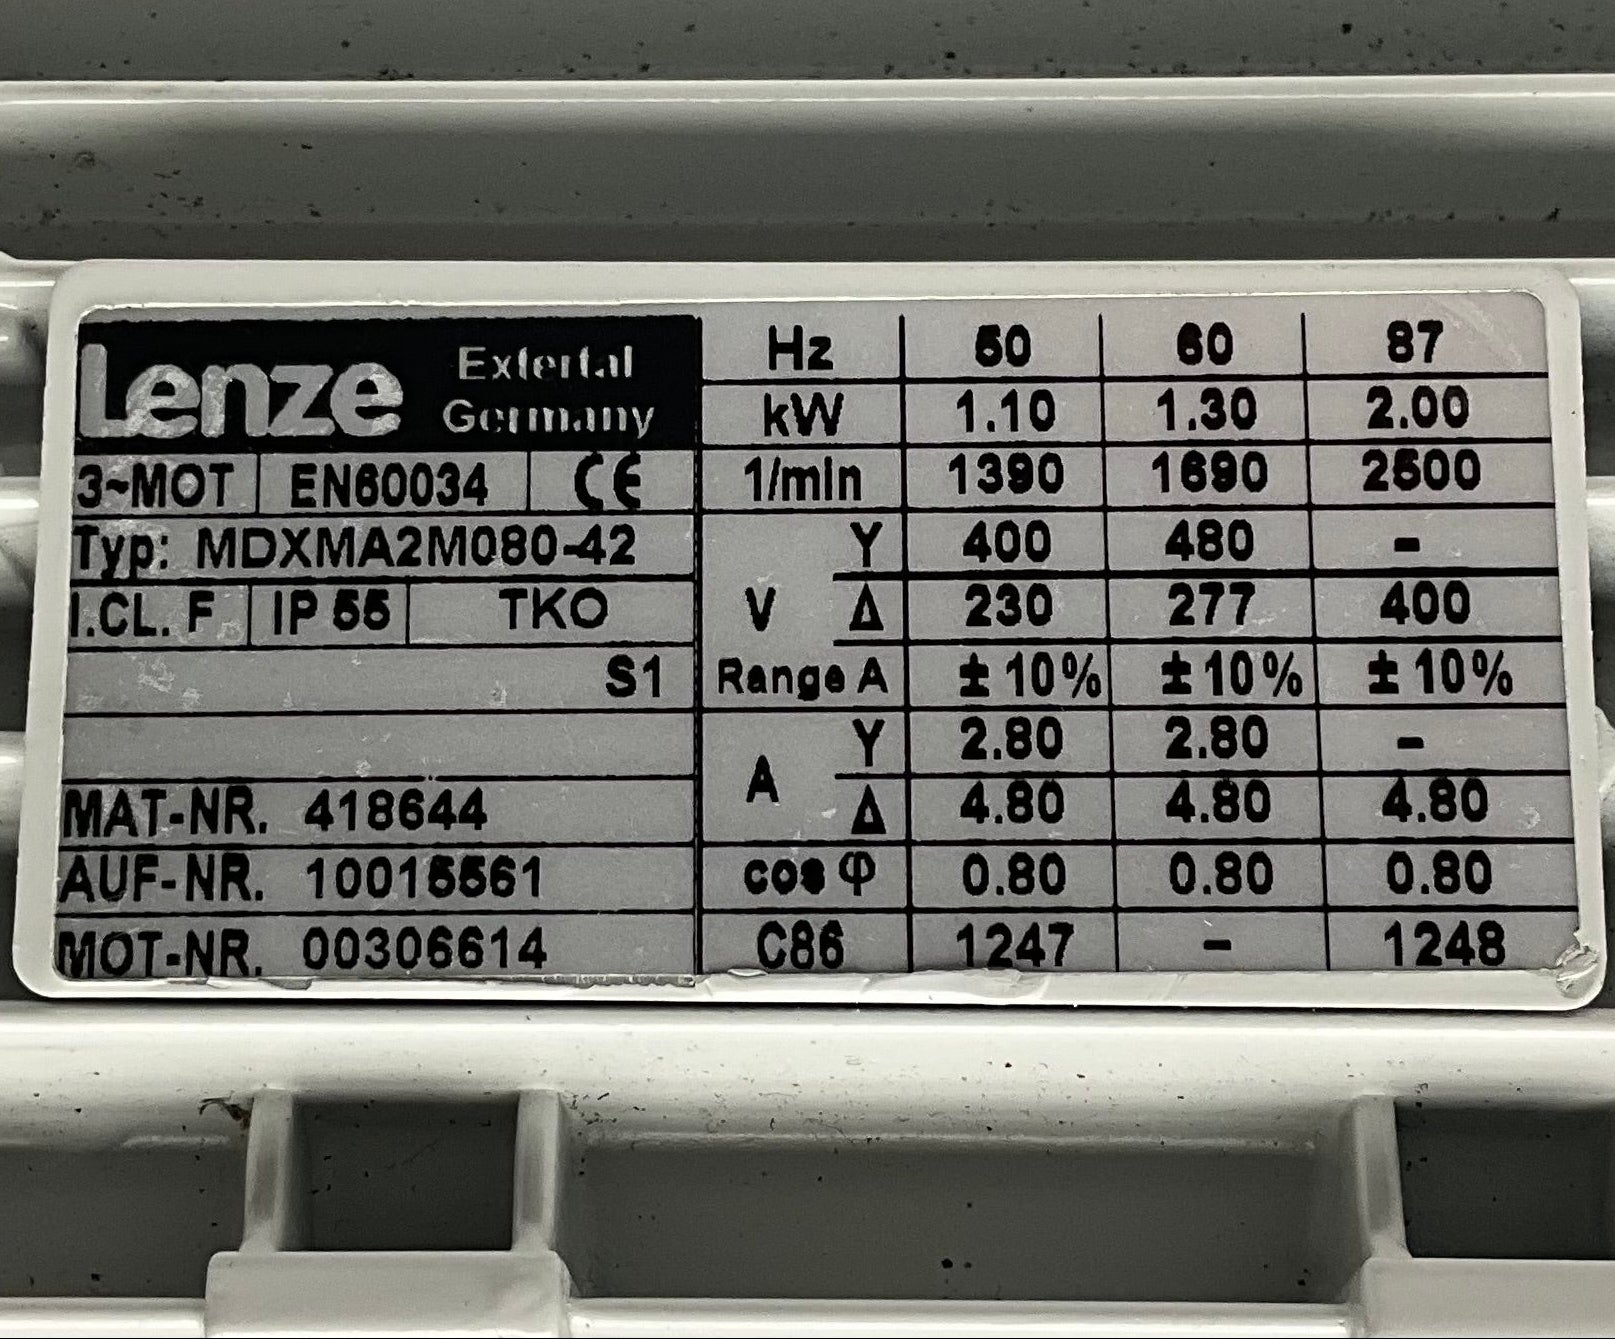 Lenze Extertal
Germany
3~MOT EN60034 CE
Typ: MDXMA2M080-42
I.CL. F IP 55 TKO
S1
MAT-NR. 418644
AUF-NR. 10015561
MOT-NR. 00306614
Hz 50 60 87
kW 1.10 1.30 2.00
1/min 1390 1690 2500
V Y 400 480 -
Δ 230 277 400
Range A ±10% ±10% ±10%
A Y 2.80 2.80 -
Δ 4.80 4.80 4.80
cos φ 0.80 0.80 0.80
C86 1247 - 1248